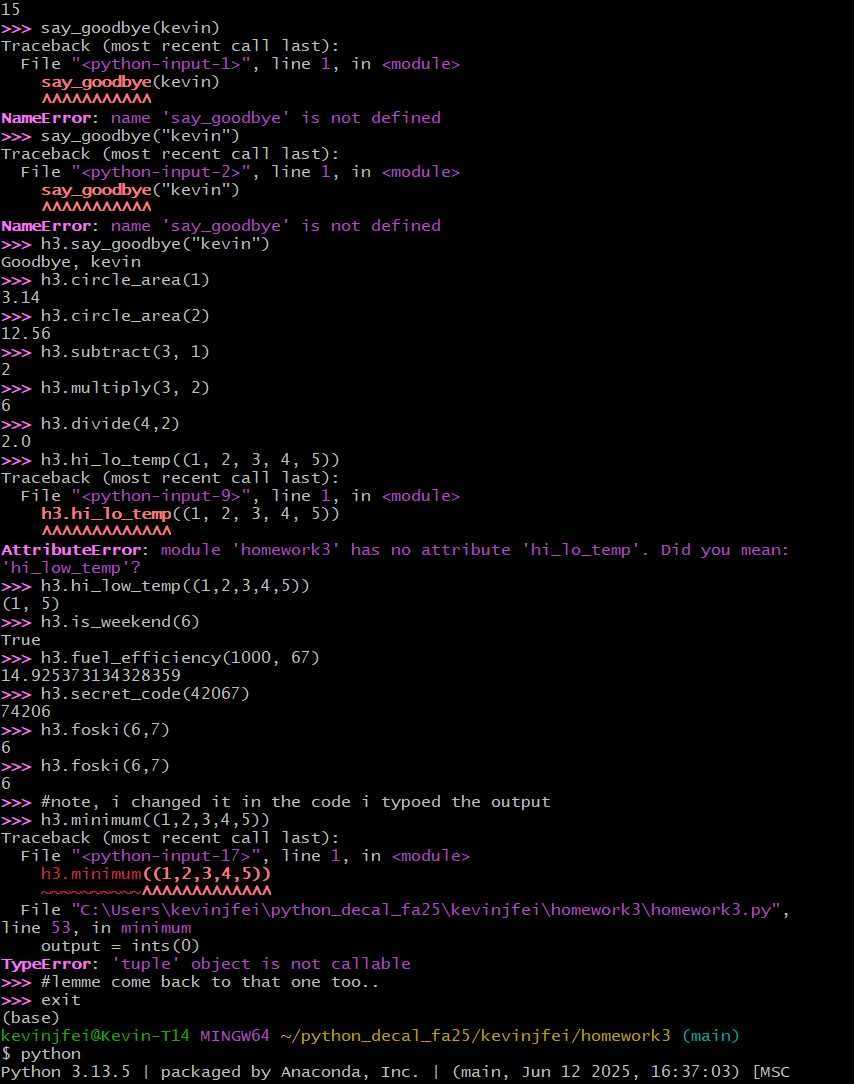 15
>>> say_goodbye(kevin)
Traceback (most recent call last):
  File "<python-input-1>", line 1, in <module>
    say_goodbye(kevin)
    ^^^^^^^^^^^
NameError: name 'say_goodbye' is not defined
>>> say_goodbye("kevin")
Traceback (most recent call last):
  File "<python-input-2>", line 1, in <module>
    say_goodbye("kevin")
    ^^^^^^^^^^^
NameError: name 'say_goodbye' is not defined
>>> h3.say_goodbye("kevin")
Goodbye, kevin
>>> h3.circle_area(1)
3.14
>>> h3.circle_area(2)
12.56
>>> h3.subtract(3, 1)
2
>>> h3.multiply(3, 2)
6
>>> h3.divide(4,2)
2.0
>>> h3.hi_lo_temp((1, 2, 3, 4, 5))
Traceback (most recent call last):
  File "<python-input-9>", line 1, in <module>
    h3.hi_lo_temp((1, 2, 3, 4, 5))
    ^^^^^^^^^^^^^
AttributeError: module 'homework3' has no attribute 'hi_lo_temp'. Did you mean:
'hi_low_temp'?
>>> h3.hi_low_temp((1,2,3,4,5))
(1, 5)
>>> h3.is_weekend(6)
True
>>> h3.fuel_efficiency(1000, 67)
14.925373134328359
>>> h3.secret_code(42067)
74206
>>> h3.foski(6,7)
6
>>> h3.foski(6,7)
6
>>> #note, i changed it in the code i typoed the output
>>> h3.minimum((1,2,3,4,5))
Traceback (most recent call last):
  File "<python-input-17>", line 1, in <module>
    h3.minimum((1,2,3,4,5))
    ~~~~~~~~~~^^^^^^^^^^^^^
  File "C:\Users\kevinjfei\python_decal_fa25\kevinjfei\homework3\homework3.py",
line 53, in minimum
    output = ints(0)
TypeError: 'tuple' object is not callable
>>> #lemme come back to that one too..
>>> exit
(base)
kevinjfei@Kevin-T14 MINGW64 ~/python_decal_fa25/kevinjfei/homework3 (main)
$ python
Python 3.13.5 | packaged by Anaconda, Inc. | (main, Jun 12 2025, 16:37:03) [MSC